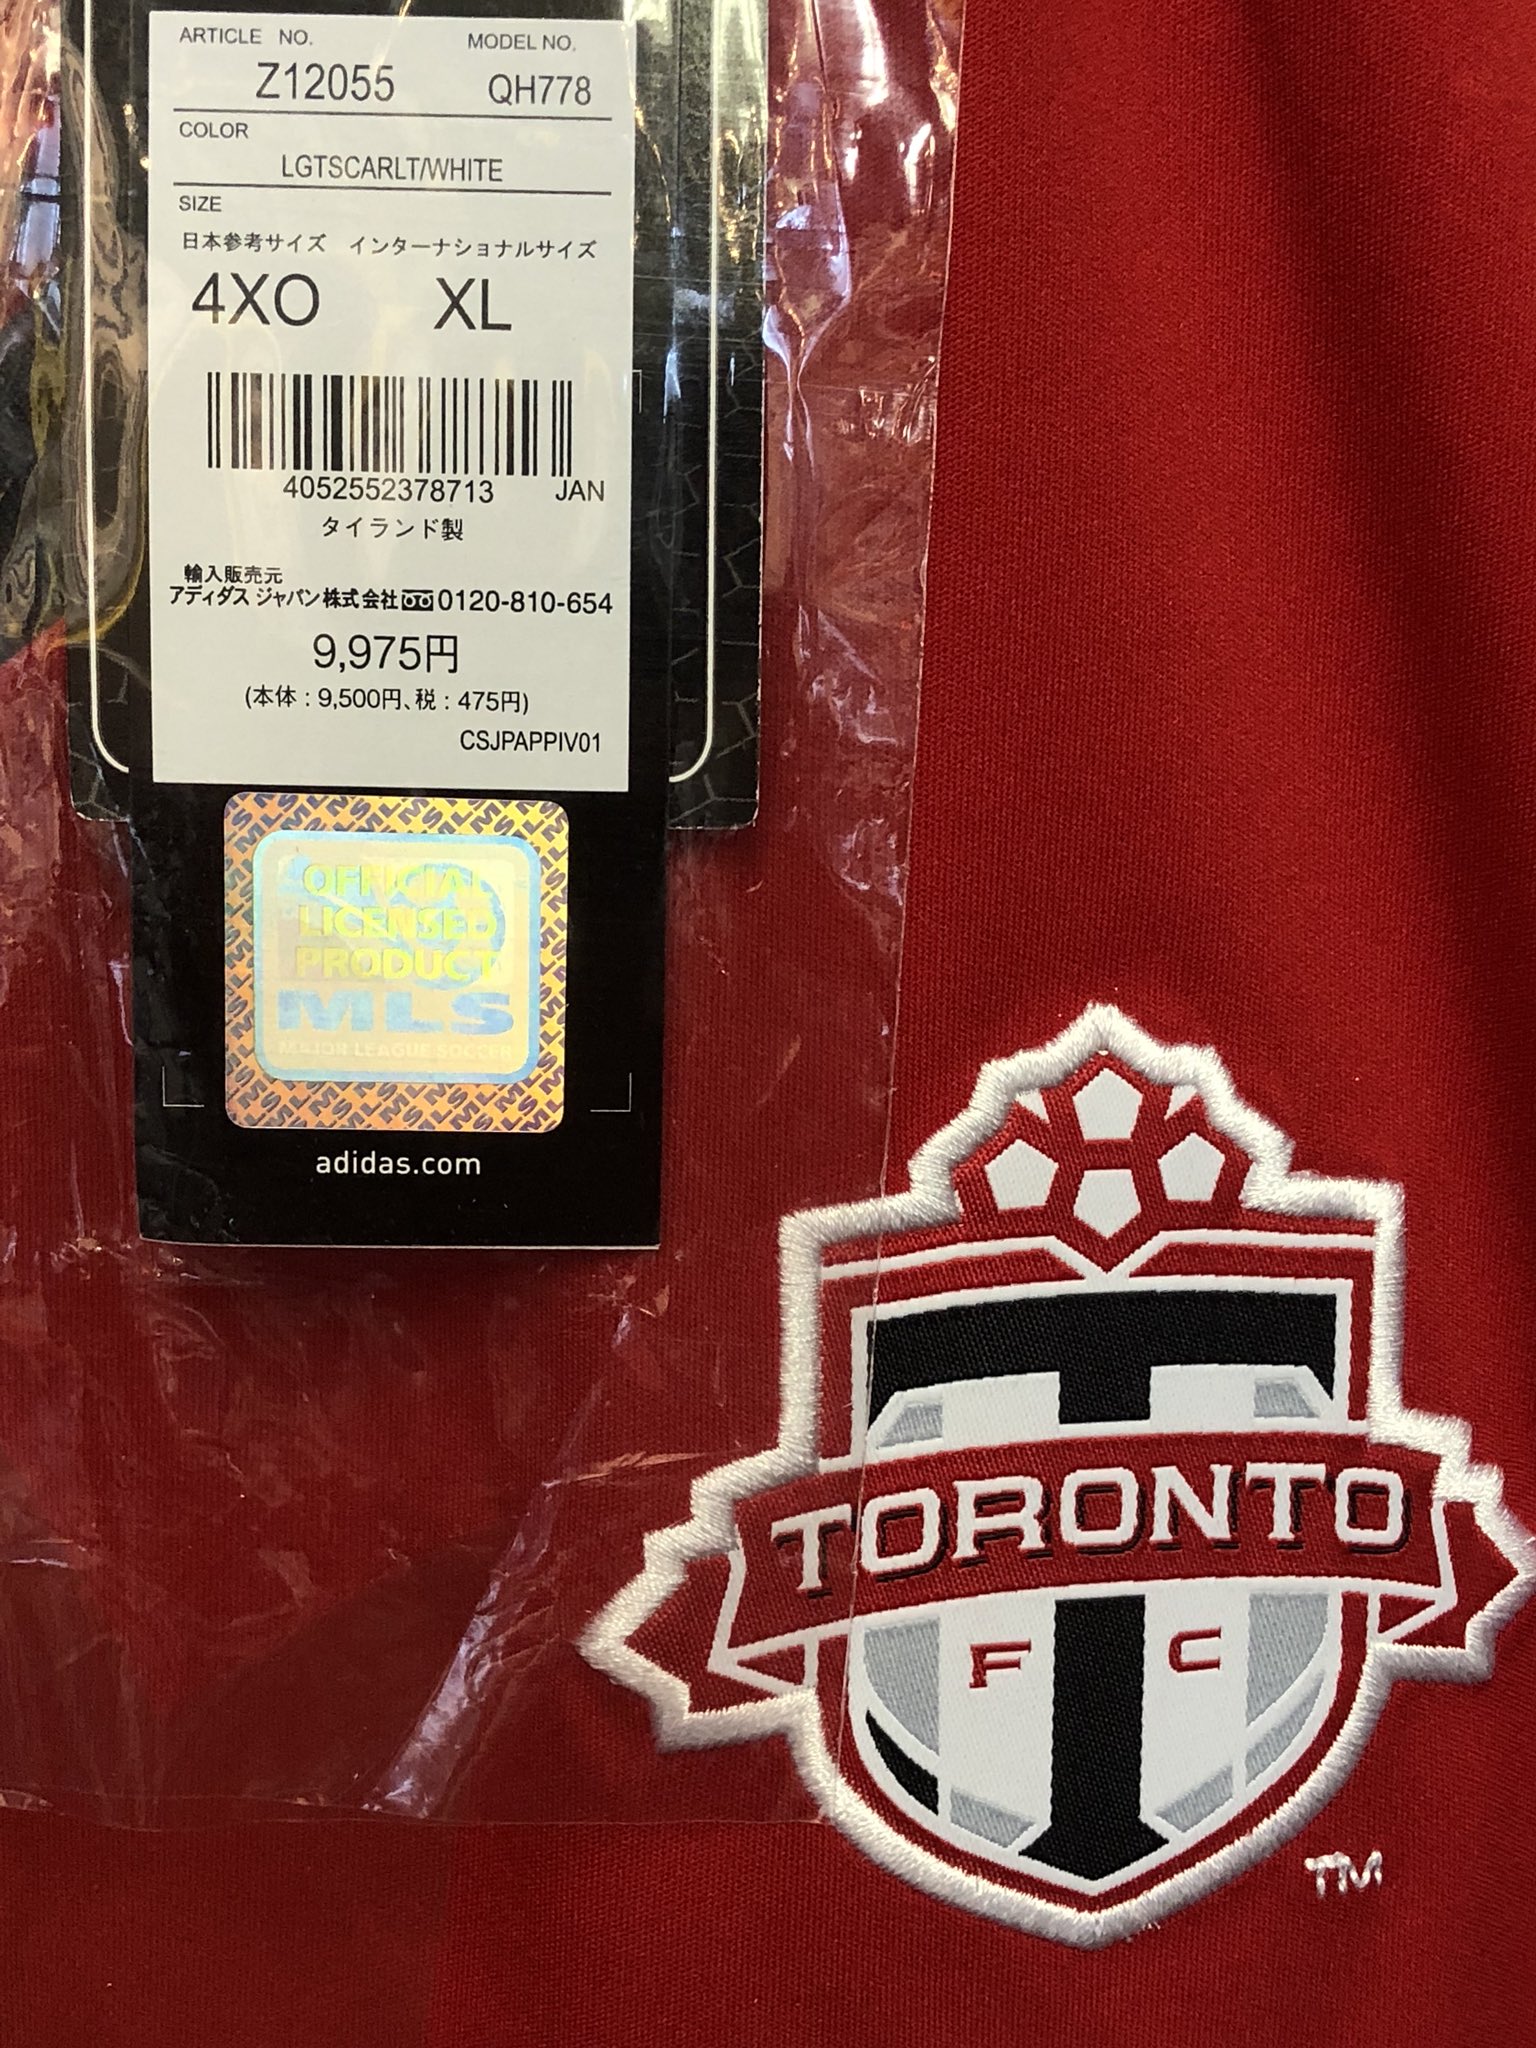 ARTICLE NO. MODEL NO.
Z12055 QH778
COLOR
LGTSCARLT/WHITE
SIZE
日本参考サイズ インターナショナルサイズ
4XO XL
4052552378713 JAN
タイランド製
輸入販売元
アディダス ジャパン株式会社 0120-810-654
9,975円
(本体 : 9,500円、税 : 475円)
CSJPAPPIV01
OFFICIAL
LICENSED
PRODUCT
MLS
MAJOR LEAGUE SOCCER
adidas.com
TORONTO
F C
TM